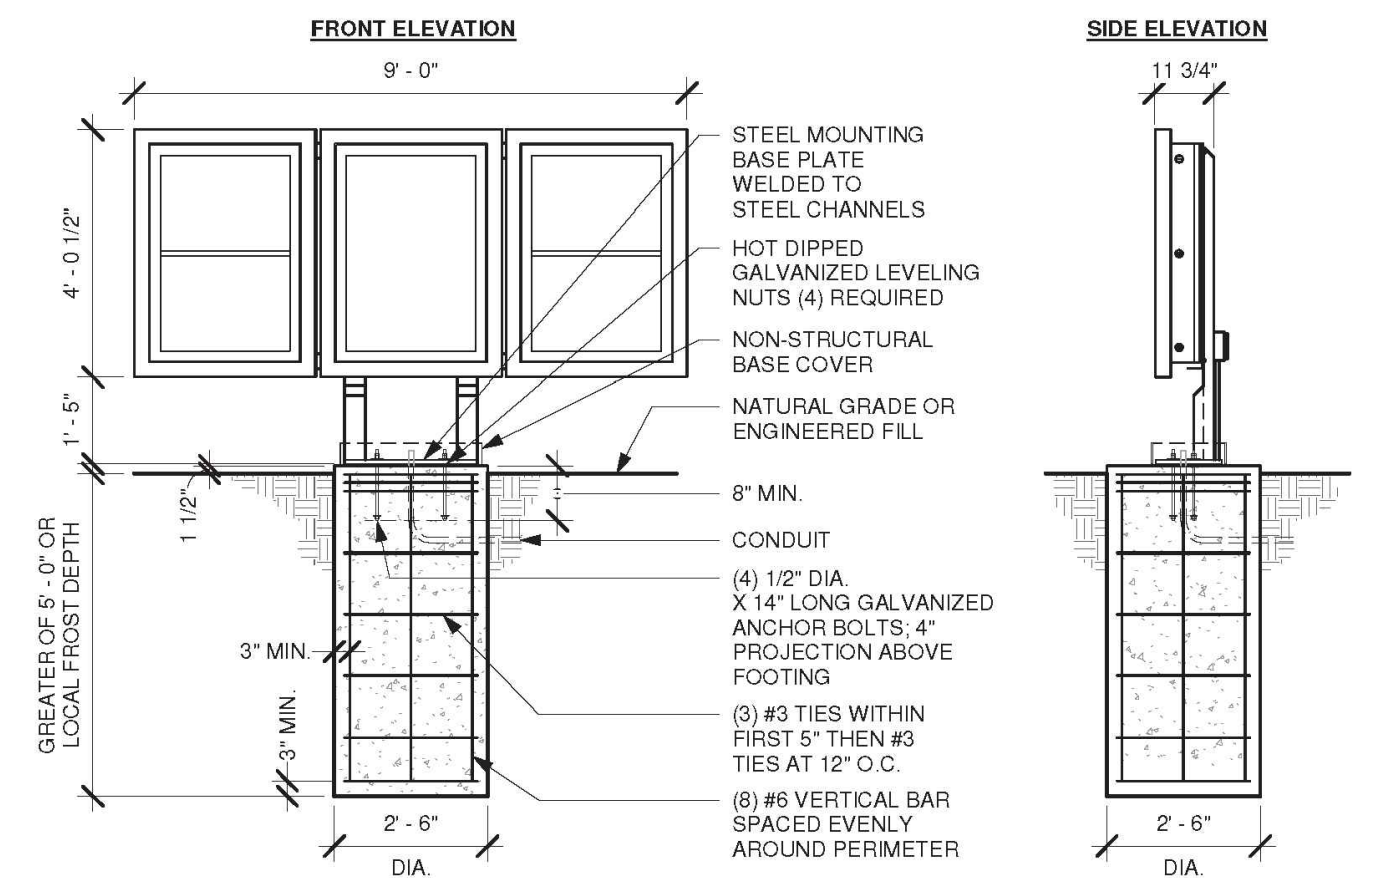 FRONT ELEVATION
SIDE ELEVATION
9' - 0"
11 3/4"
4' - 0 1/2"
1' - 5"
1 1/2"
GREATER OF 5' - 0" OR
LOCAL FROST DEPTH
3" MIN.
3" MIN.
2' - 6"
DIA.
STEEL MOUNTING
BASE PLATE
WELDED TO
STEEL CHANNELS
HOT DIPPED
GALVANIZED LEVELING
NUTS (4) REQUIRED
NON-STRUCTURAL
BASE COVER
NATURAL GRADE OR
ENGINEERED FILL
8" MIN.
CONDUIT
(4) 1/2" DIA.
X 14" LONG GALVANIZED
ANCHOR BOLTS; 4"
PROJECTION ABOVE
FOOTING
(3) #3 TIES WITHIN
FIRST 5" THEN #3
TIES AT 12" O.C.
(8) #6 VERTICAL BAR
SPACED EVENLY
AROUND PERIMETER
2' - 6"
DIA.